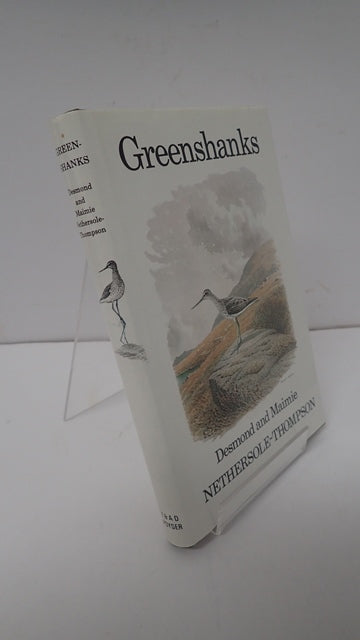 GREEN-
SHANKS
Desmond
and
Maimie
Nethersole-
Thompson
T & A D
POYSER
Greenshanks
Desmond and Maimie
NETHERSOLE-THOMPSON